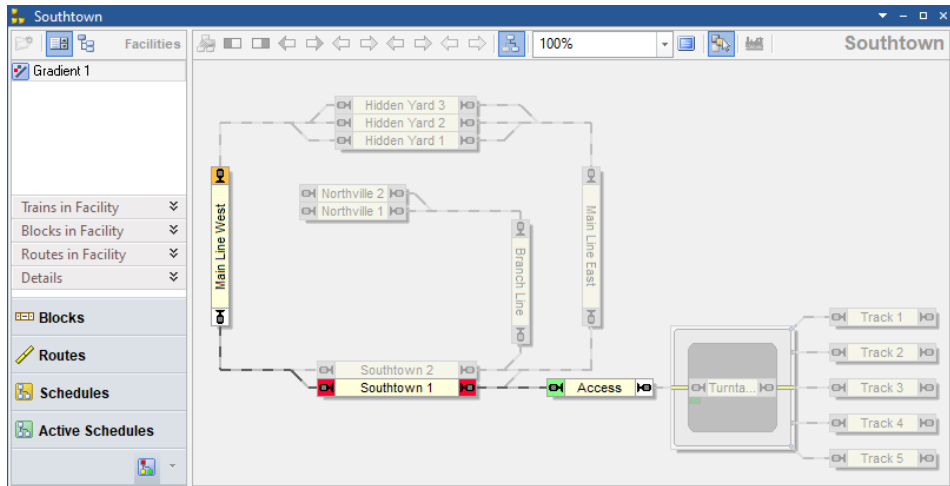 Southtown
Facilities
100%
Southtown
Gradient 1
Trains in Facility
Blocks in Facility
Routes in Facility
Details
Blocks
Routes
Schedules
Active Schedules
Hidden Yard 3
Hidden Yard 2
Hidden Yard 1
Main Line West
Northville 2
Northville 1
Branch Line
Main Line East
Southtown 2
Southtown 1
Access
Turnta...
Track 1
Track 2
Track 3
Track 4
Track 5